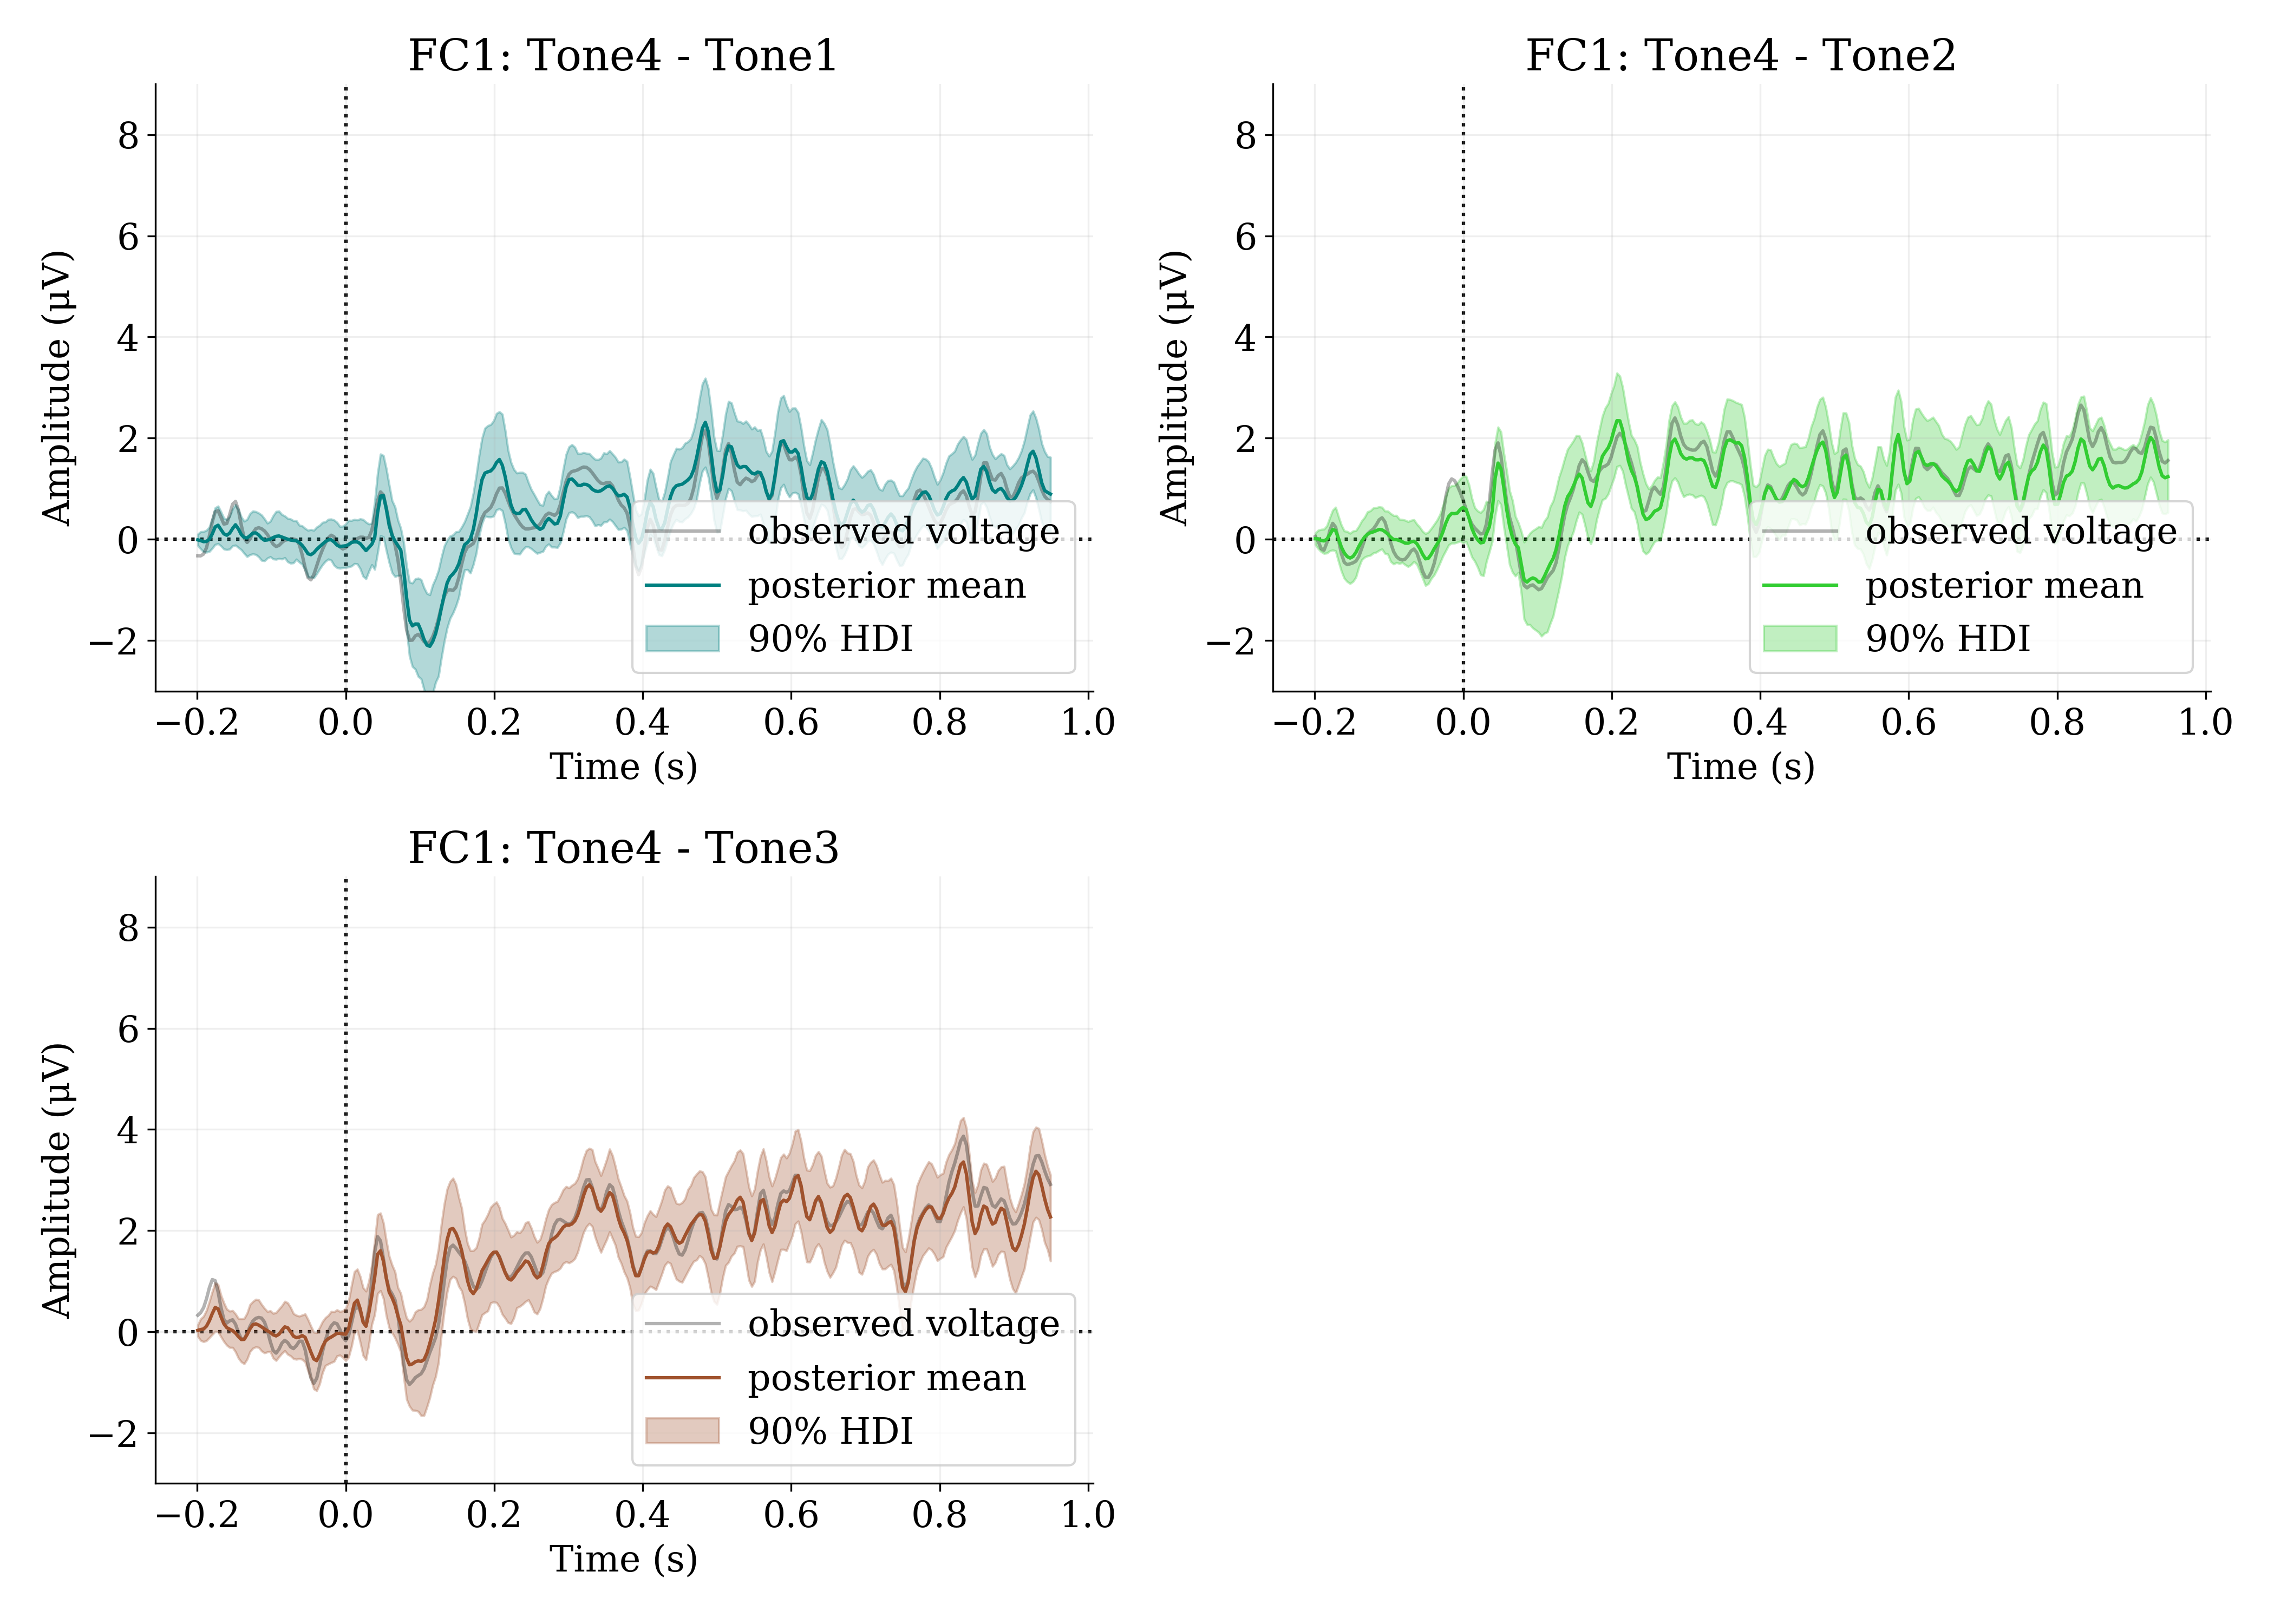 FC1: Tone4 - Tone1
Amplitude (µV)
8
6
4
2
0
−2
observed voltage
posterior mean
90% HDI
−0.2 0.0 0.2 0.4 0.6 0.8 1.0
Time (s)
FC1: Tone4 - Tone2
Amplitude (µV)
8
6
4
2
0
−2
observed voltage
posterior mean
90% HDI
−0.2 0.0 0.2 0.4 0.6 0.8 1.0
Time (s)
FC1: Tone4 - Tone3
Amplitude (µV)
8
6
4
2
0
−2
observed voltage
posterior mean
90% HDI
−0.2 0.0 0.2 0.4 0.6 0.8 1.0
Time (s)